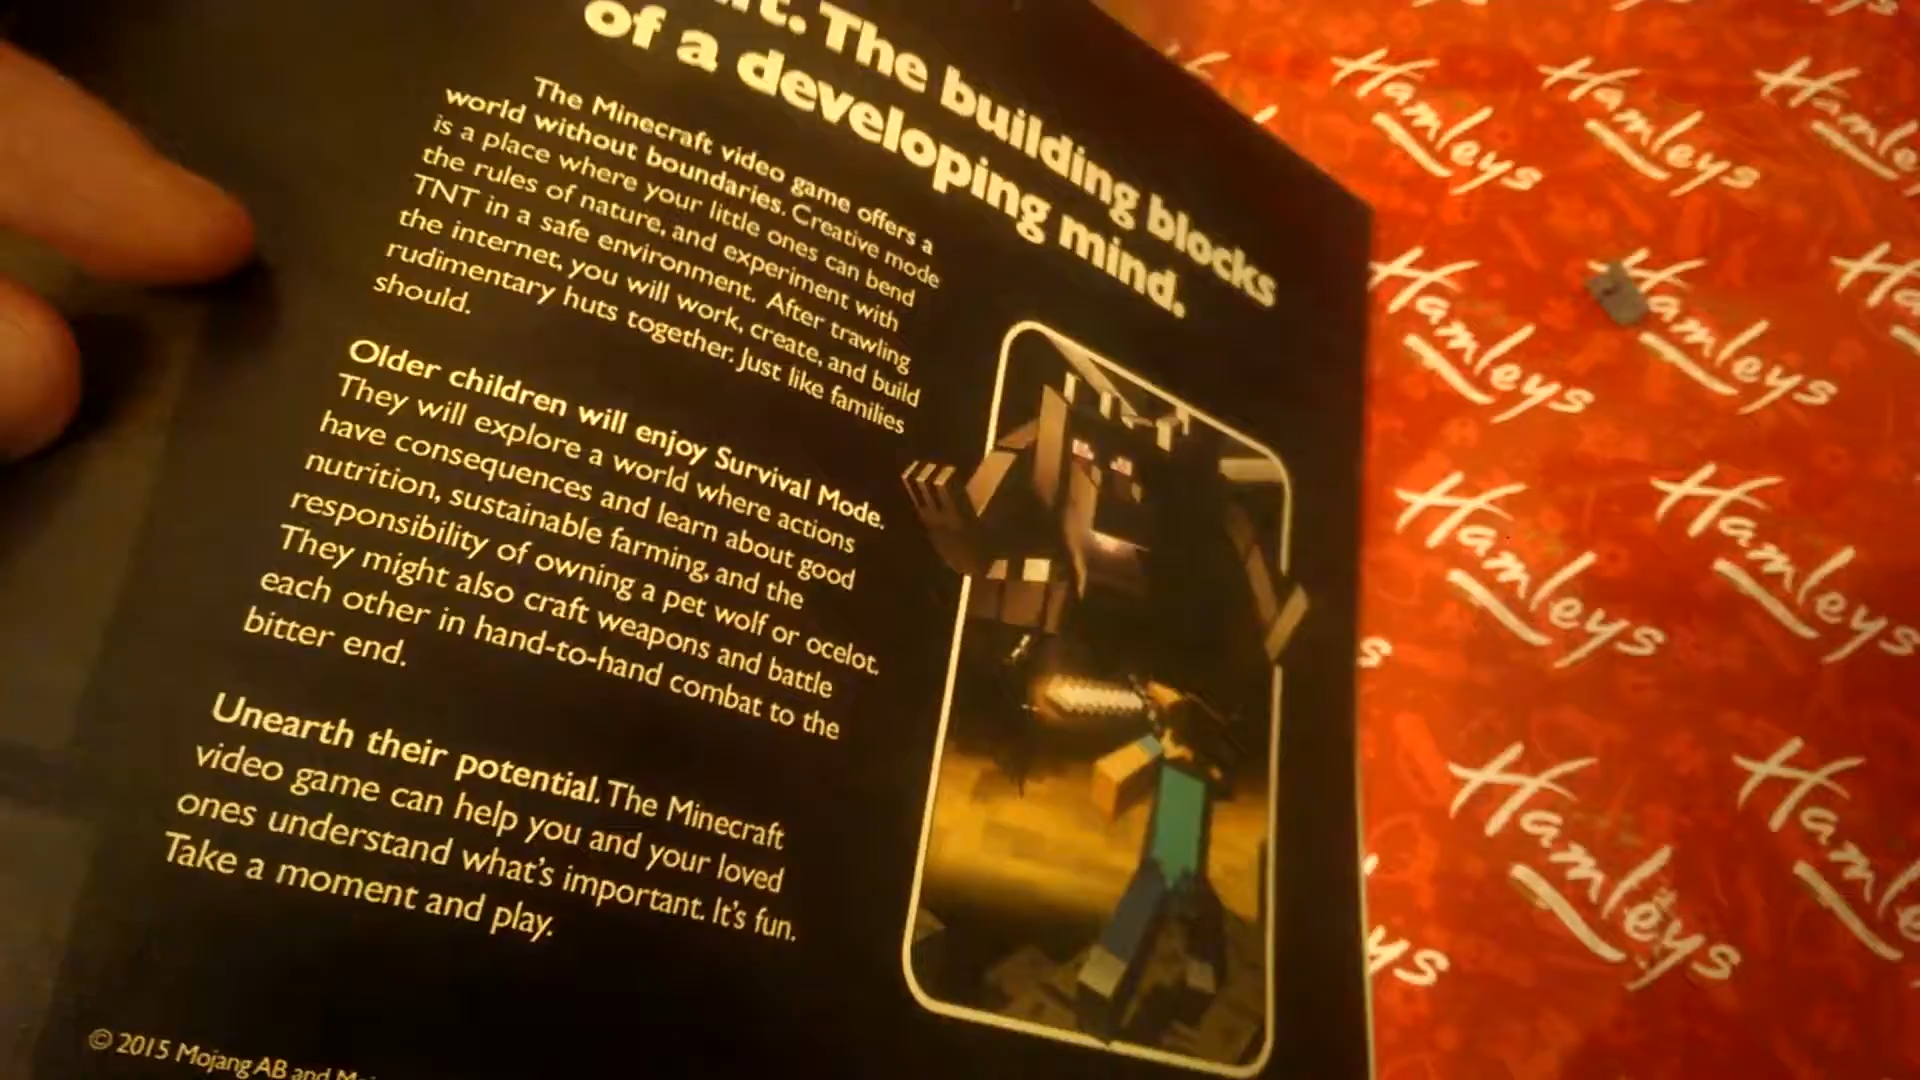 The building blocks
of a developing mind.
The Minecraft video game offers a
world without boundaries. Creative mode
is a place where your little ones can bend
the rules of nature, and experiment with
TNT in a safe environment. After trawling
the internet, you will work, create, and build
rudimentary huts together. Just like families
should.
Older children will enjoy Survival Mode.
They will explore a world where actions
have consequences and learn about good
nutrition, sustainable farming, and the
responsibility of owning a pet wolf or ocelot.
They might also craft weapons and battle
each other in hand-to-hand combat to the
bitter end.
Unearth their potential. The Minecraft
video game can help you and your loved
ones understand what's important. It's fun.
Take a moment and play.
© 2015 Mojang AB and
Hamleys
Hamleys
Hamleys
Hamleys
Hamleys
Hamleys
Hamleys
Hamleys